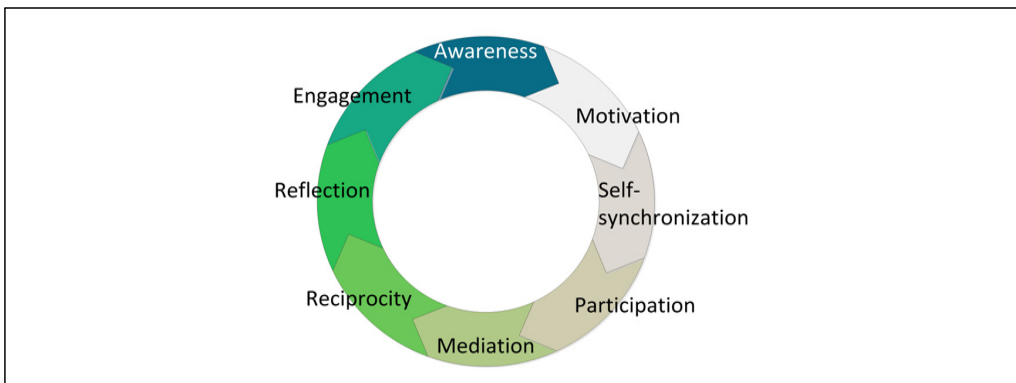 Awareness
Motivation
Self-
synchronization
Participation
Mediation
Reciprocity
Reflection
Engagement